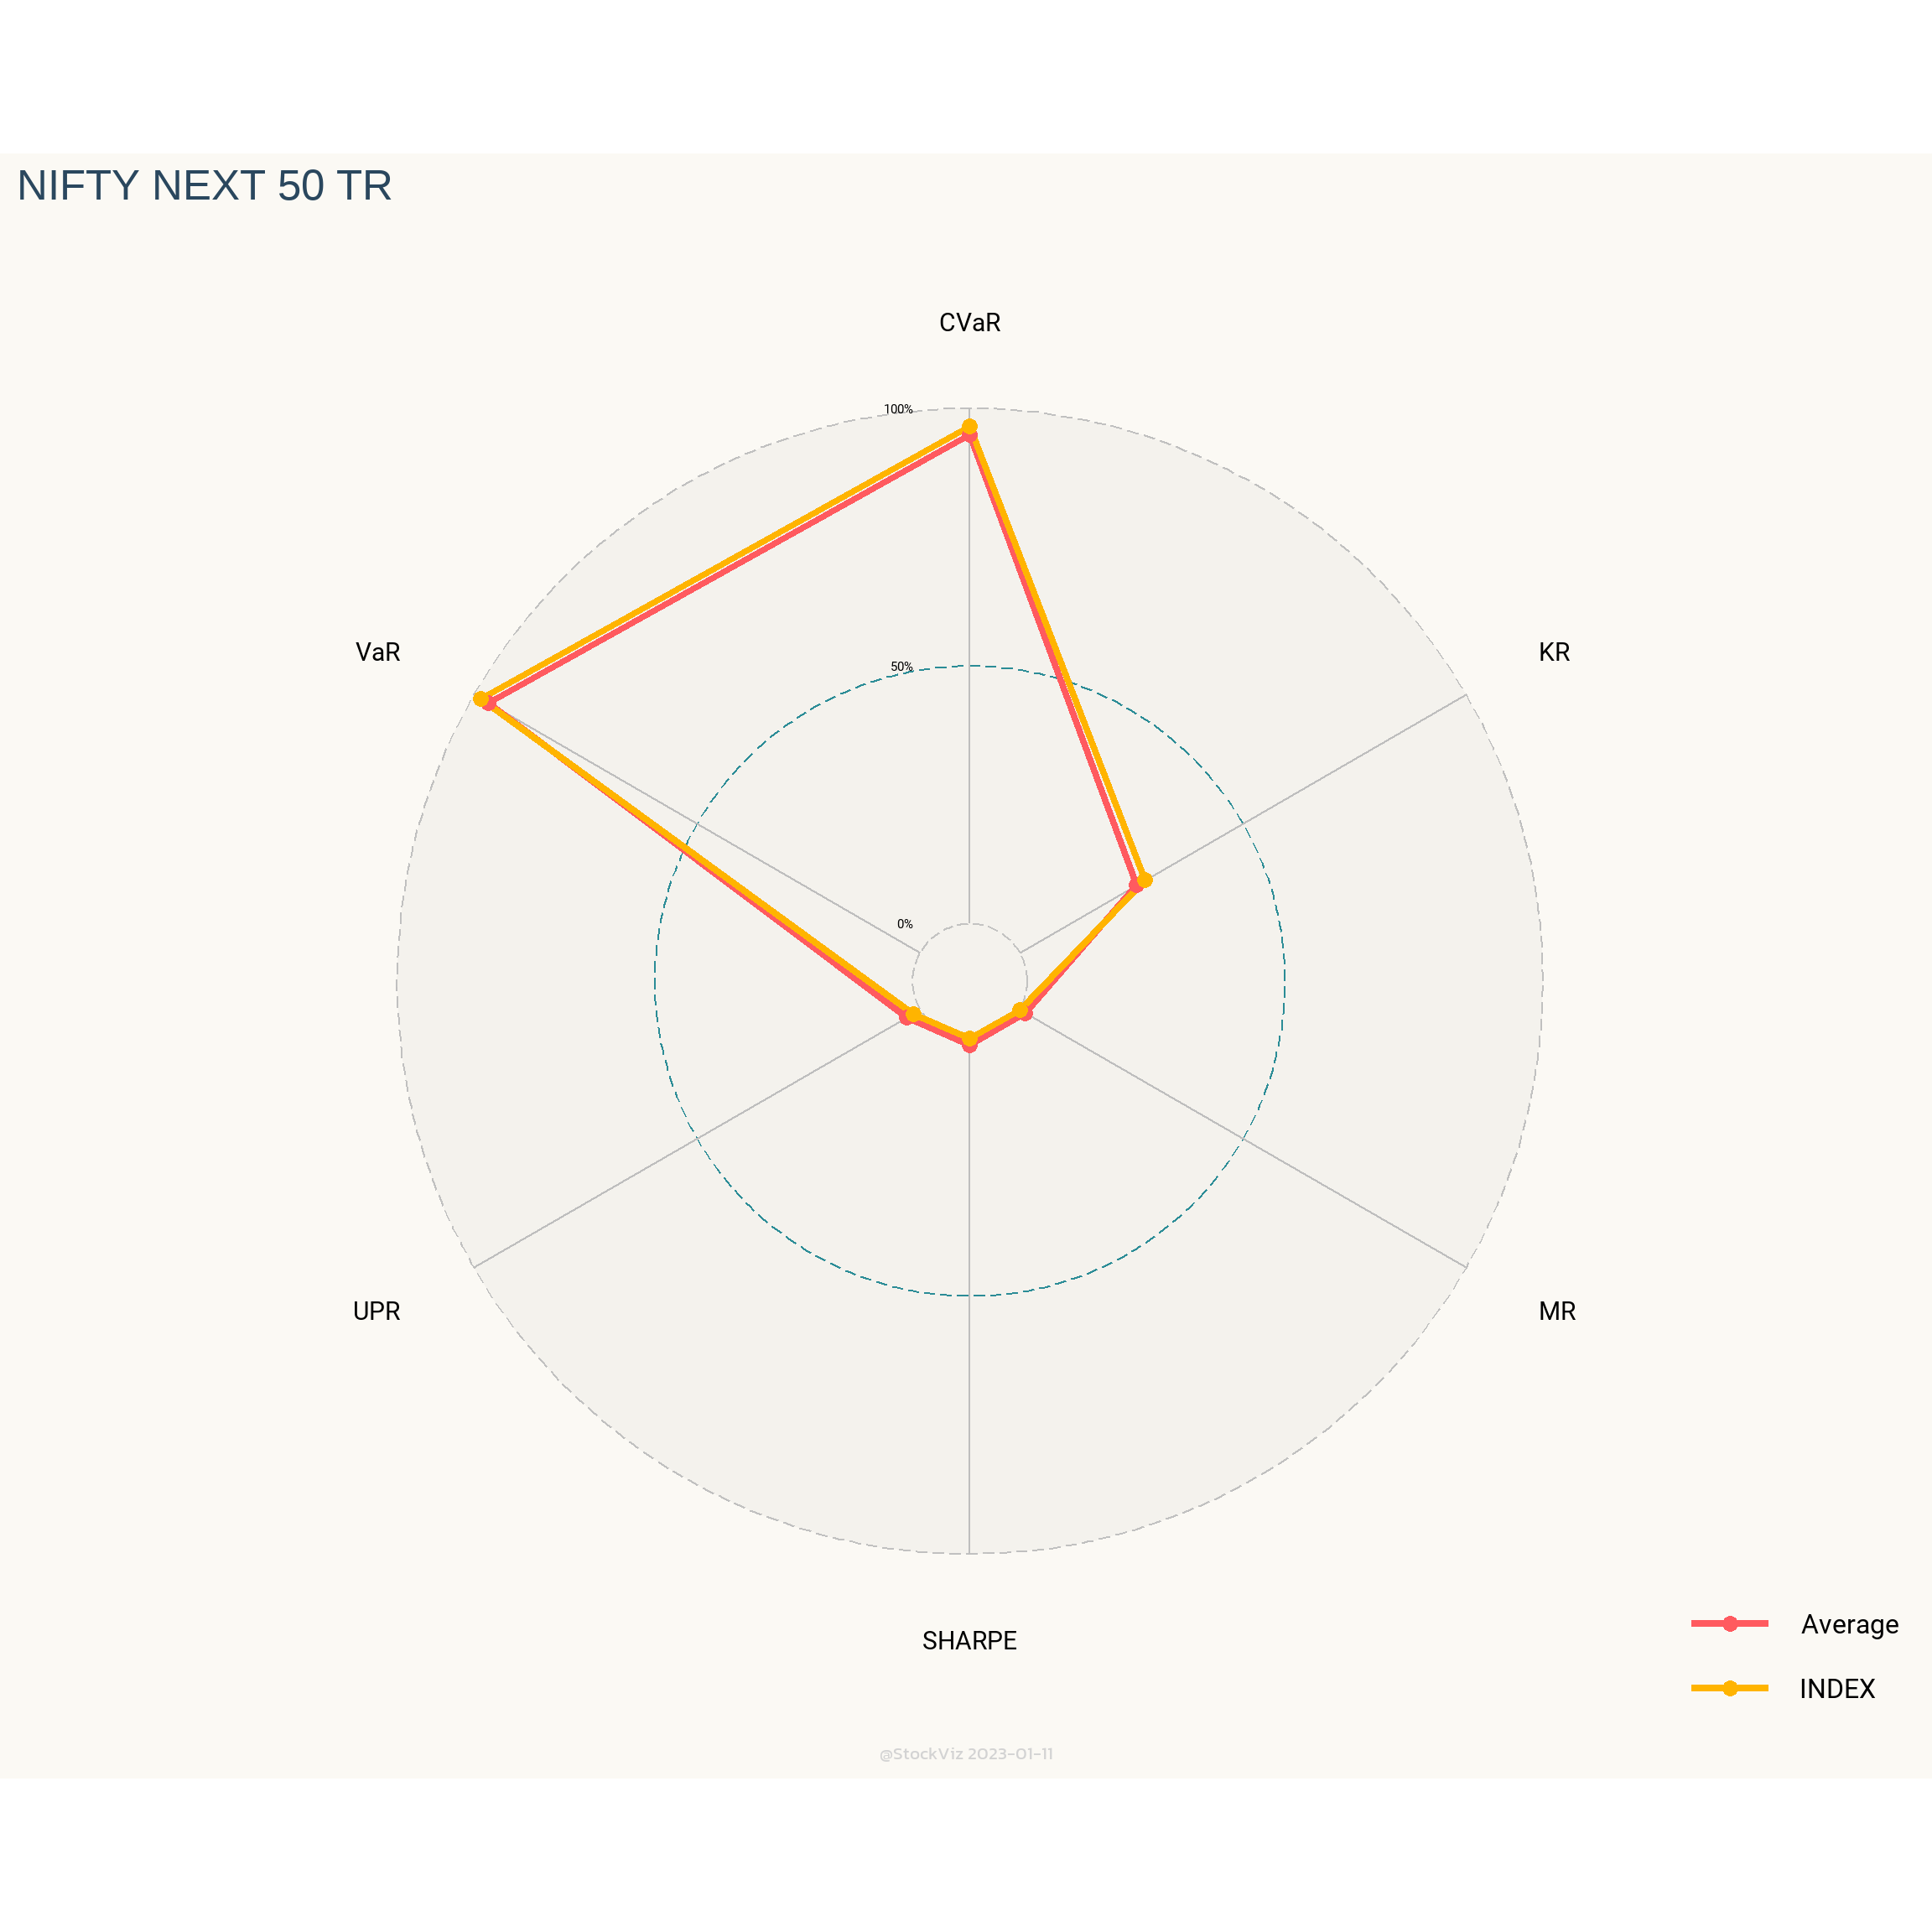 NIFTY NEXT 50 TR
CVaR
100%
VaR
KR
50%
0%
UPR
MR
SHARPE
Average
INDEX
@StockViz 2023-01-11